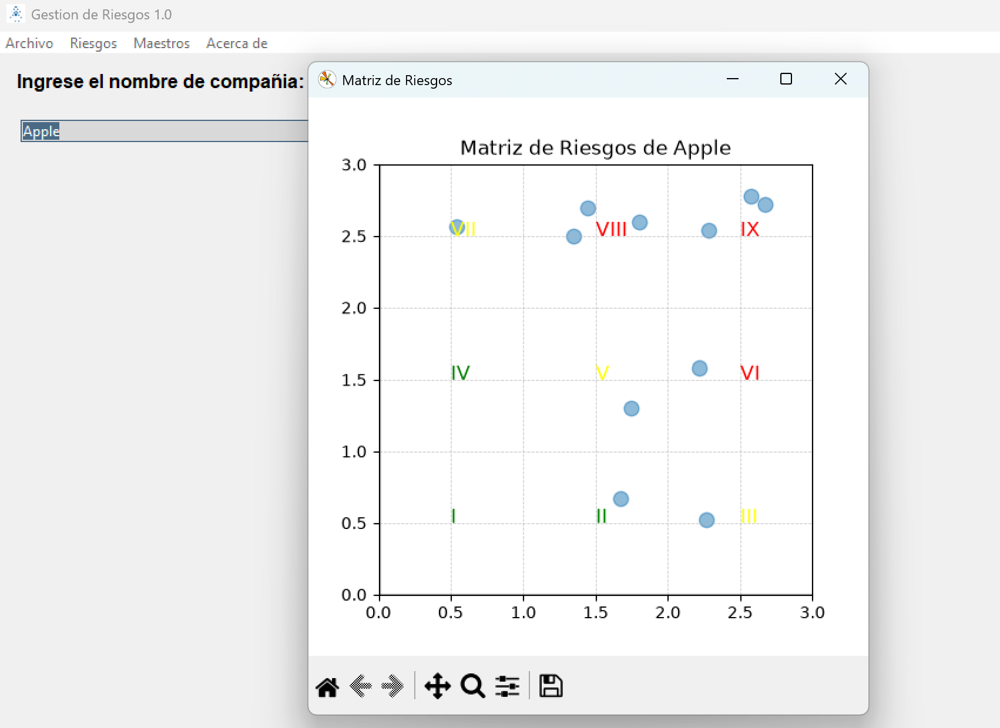 Gestion de Riesgos 1.0
Archivo Riesgos Maestros Acerca de
Ingrese el nombre de compañia:
Apple
Matriz de Riesgos
Matriz de Riesgos de Apple
3.0
VII VIII IX
2.5
2.0
IV V VI
1.5
1.0
I II III
0.5
0.0
0.0 0.5 1.0 1.5 2.0 2.5 3.0